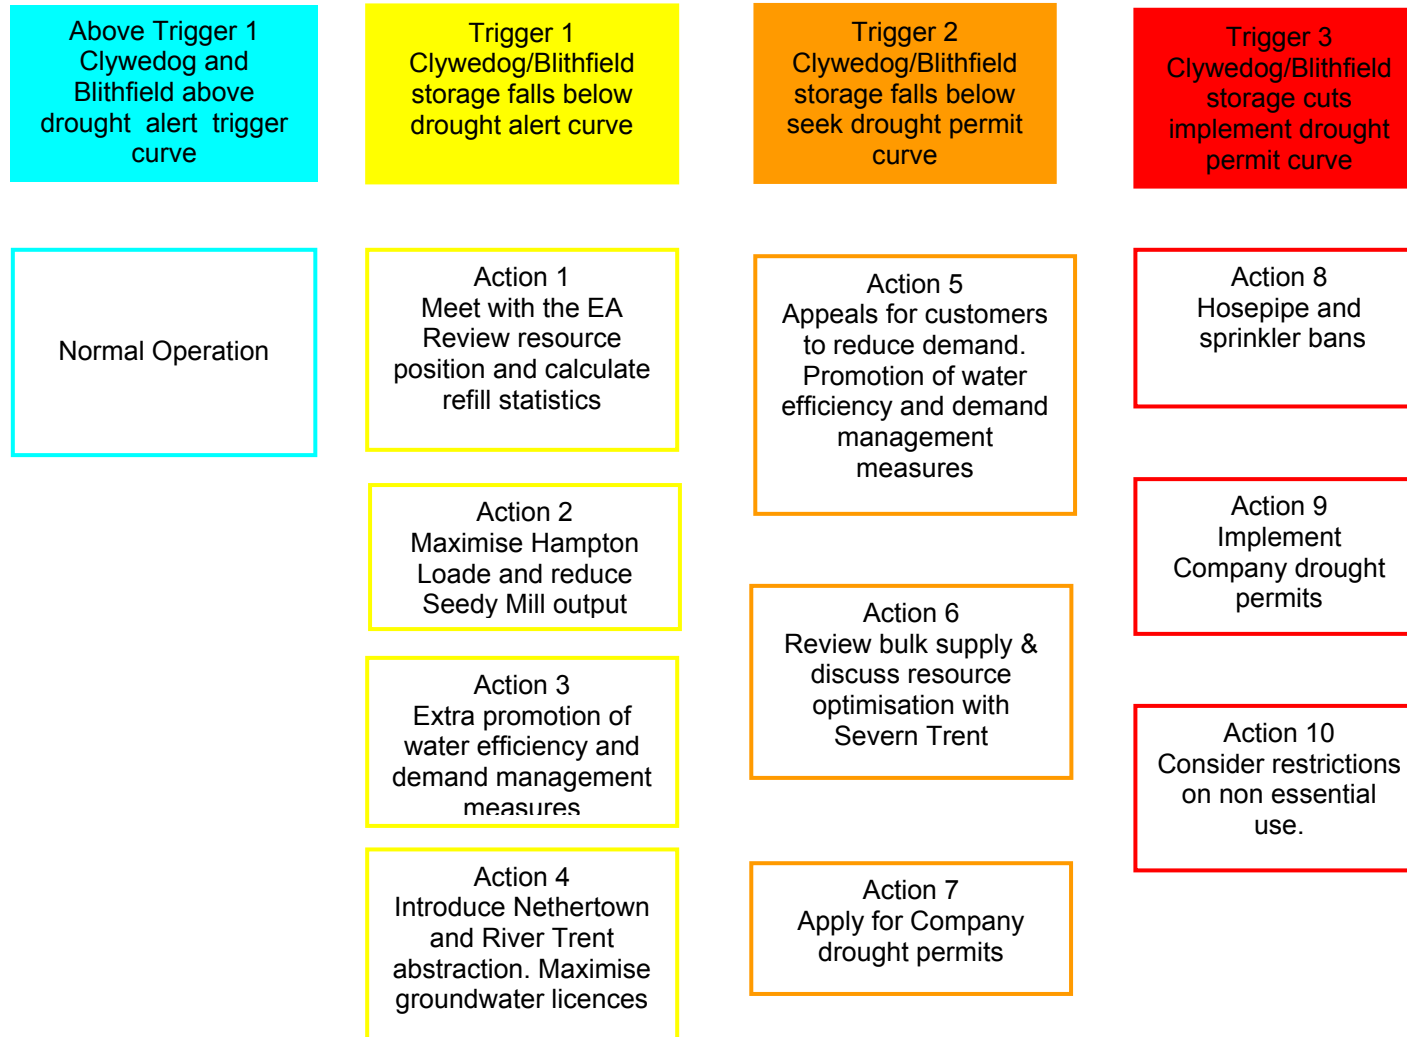 Above Trigger 1
Clywedog and
Blithfield above
drought alert trigger
curve
Trigger 1
Clywedog/Blithfield
storage falls below
drought alert curve
Trigger 2
Clywedog/Blithfield
storage falls below
seek drought permit
curve
Trigger 3
Clywedog/Blithfield
storage cuts
implement drought
permit curve
Normal Operation
Action 1
Meet with the EA
Review resource
position and calculate
refill statistics
Action 2
Maximise Hampton
Loade and reduce
Seedy Mill output
Action 3
Extra promotion of
water efficiency and
demand management
measures
Action 4
Introduce Nethertown
and River Trent
abstraction. Maximise
groundwater licences
Action 5
Appeals for customers
to reduce demand.
Promotion of water
efficiency and demand
management
measures
Action 6
Review bulk supply &
discuss resource
optimisation with
Severn Trent
Action 7
Apply for Company
drought permits
Action 8
Hosepipe and
sprinkler bans
Action 9
Implement
Company drought
permits
Action 10
Consider restrictions
on non essential
use.